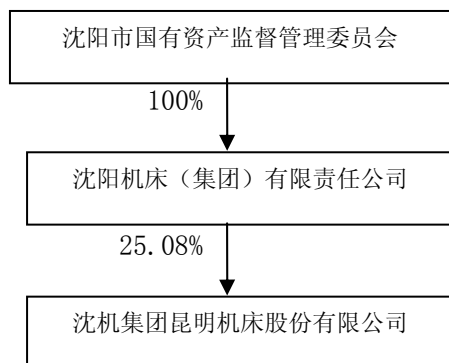 沈阳市国有资产监督管理委员会
100%
沈阳机床（集团）有限责任公司
25.08%
沈机集团昆明机床股份有限公司